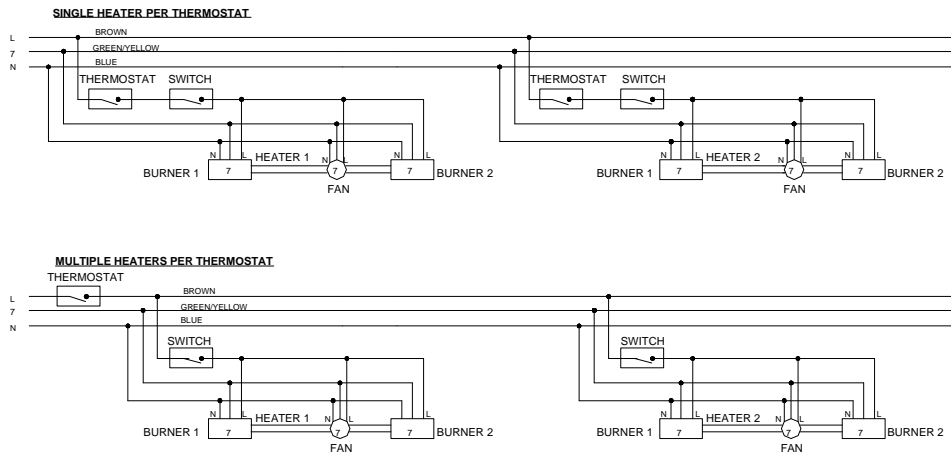 SINGLE HEATER PER THERMOSTAT
L BROWN
7 GREEN/YELLOW
N BLUE
THERMOSTAT SWITCH THERMOSTAT SWITCH
N L HEATER 1 N L N L N L HEATER 2 N L N L
BURNER 1 7 7 7 BURNER 2 BURNER 1 7 7 7 BURNER 2
FAN FAN
MULTIPLE HEATERS PER THERMOSTAT
THERMOSTAT
L BROWN
7 GREEN/YELLOW
N BLUE
SWITCH SWITCH
N L HEATER 1 N L N L N L HEATER 2 N L N L
BURNER 1 7 7 7 BURNER 2 BURNER 1 7 7 7 BURNER 2
FAN FAN